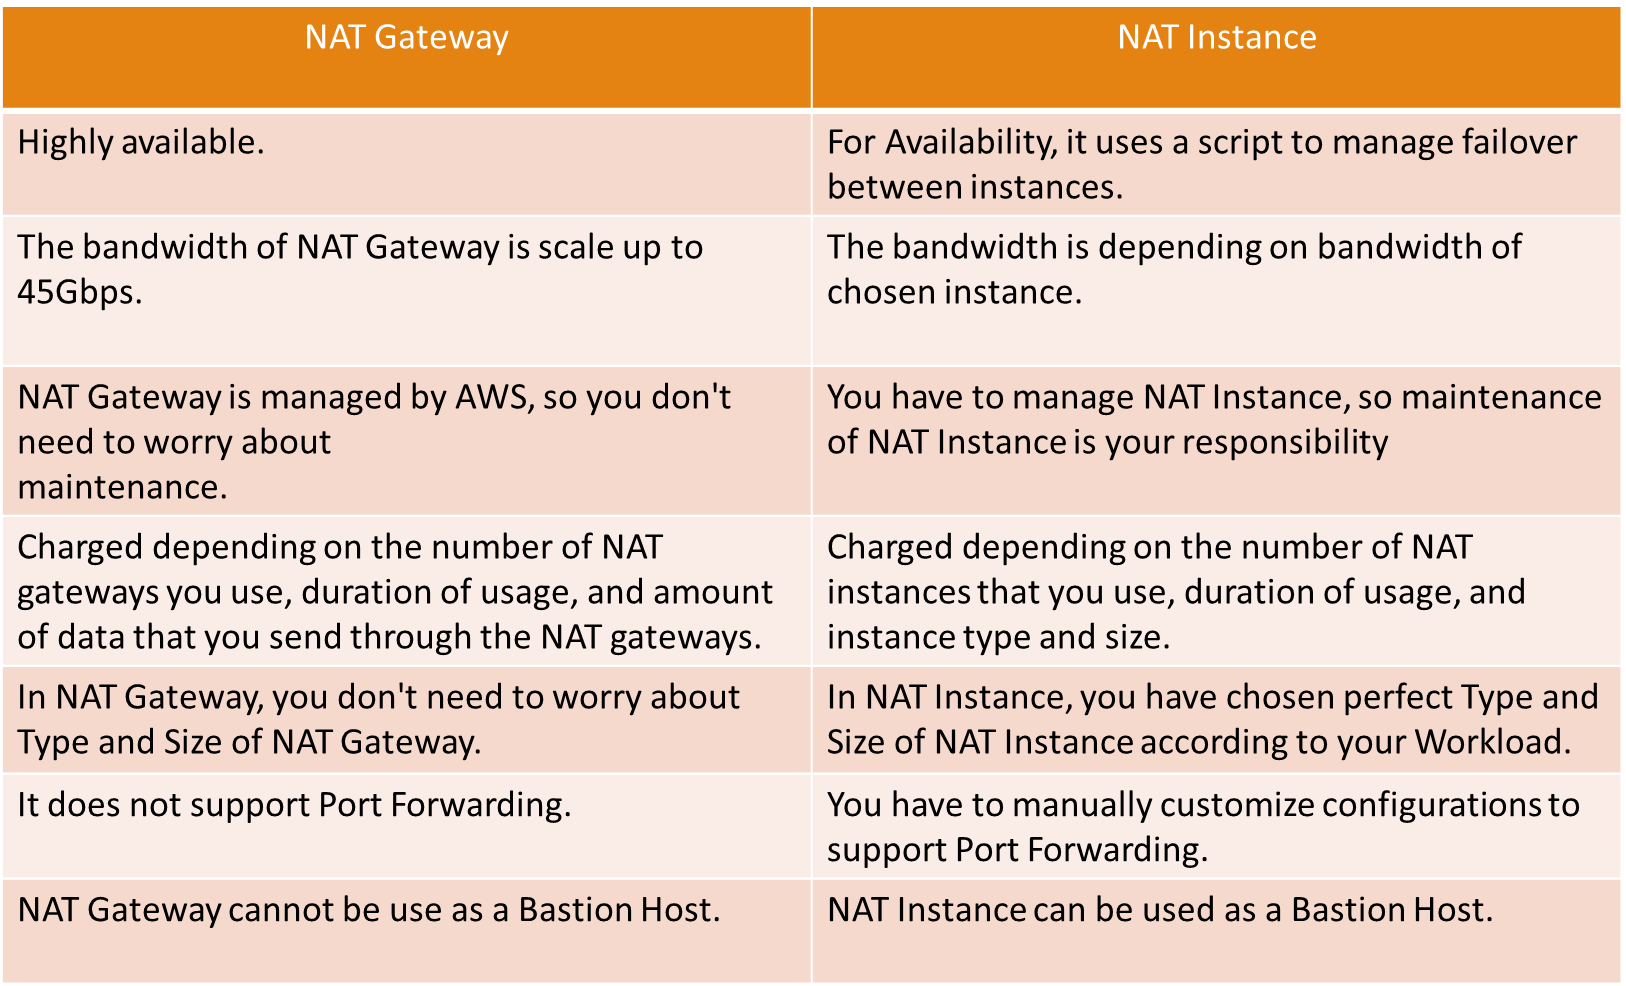 NAT Gateway
NAT Instance
Highly available.
For Availability, it uses a script to manage failover
between instances.
The bandwidth of NAT Gateway is scale up to
45Gbps.
The bandwidth is depending on bandwidth of
chosen instance.
NAT Gateway is managed by AWS, so you don't
need to worry about
maintenance.
You have to manage NAT Instance, so maintenance
of NAT Instance is your responsibility
Charged depending on the number of NAT
gateways you use, duration of usage, and amount
of data that you send through the NAT gateways.
Charged depending on the number of NAT
instances that you use, duration of usage, and
instance type and size.
In NAT Gateway, you don't need to worry about
Type and Size of NAT Gateway.
In NAT Instance, you have chosen perfect Type and
Size of NAT Instance according to your Workload.
It does not support Port Forwarding.
You have to manually customize configurations to
support Port Forwarding.
NAT Gateway cannot be use as a Bastion Host.
NAT Instance can be used as a Bastion Host.